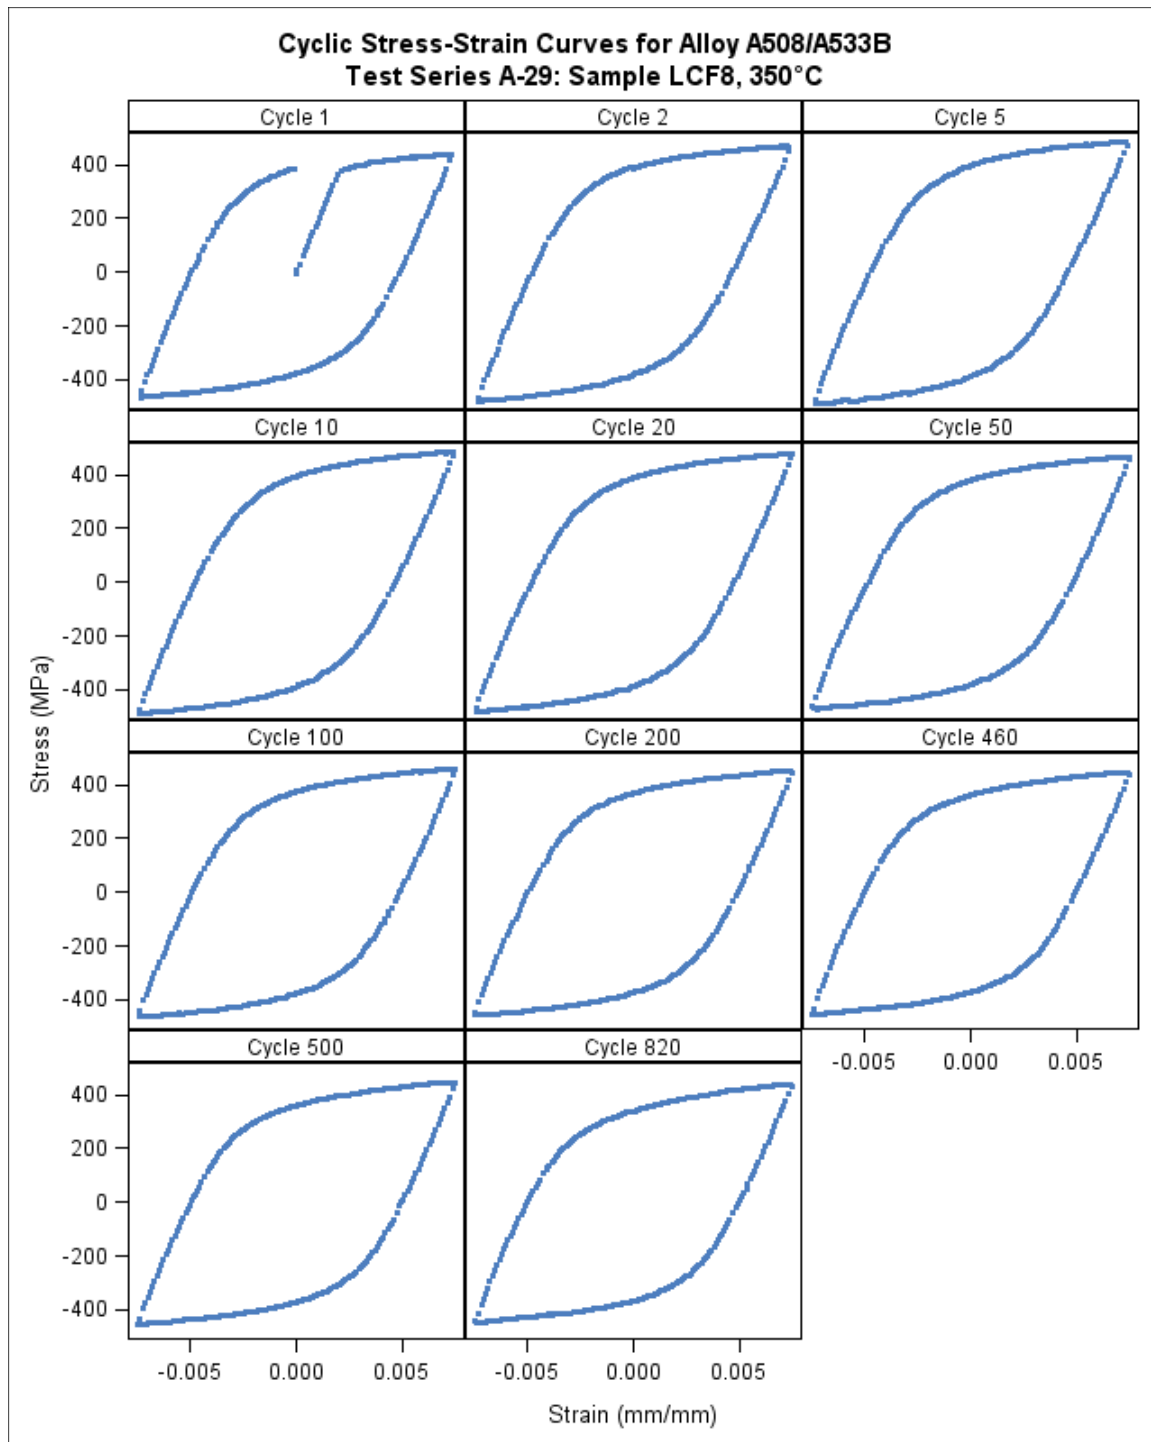 Cyclic Stress-Strain Curves for Alloy A508/A533B
Test Series A-29: Sample LCF8, 350°C
Cycle 1
Cycle 2
Cycle 5
400
200
0
-200
-400
Cycle 10
Cycle 20
Cycle 50
400
200
0
-200
-400
Stress (MPa)
Cycle 100
Cycle 200
Cycle 460
400
200
0
-200
-400
-0.005 0.000 0.005
Cycle 500
Cycle 820
400
200
0
-200
-400
-0.005 0.000 0.005
-0.005 0.000 0.005
Strain (mm/mm)